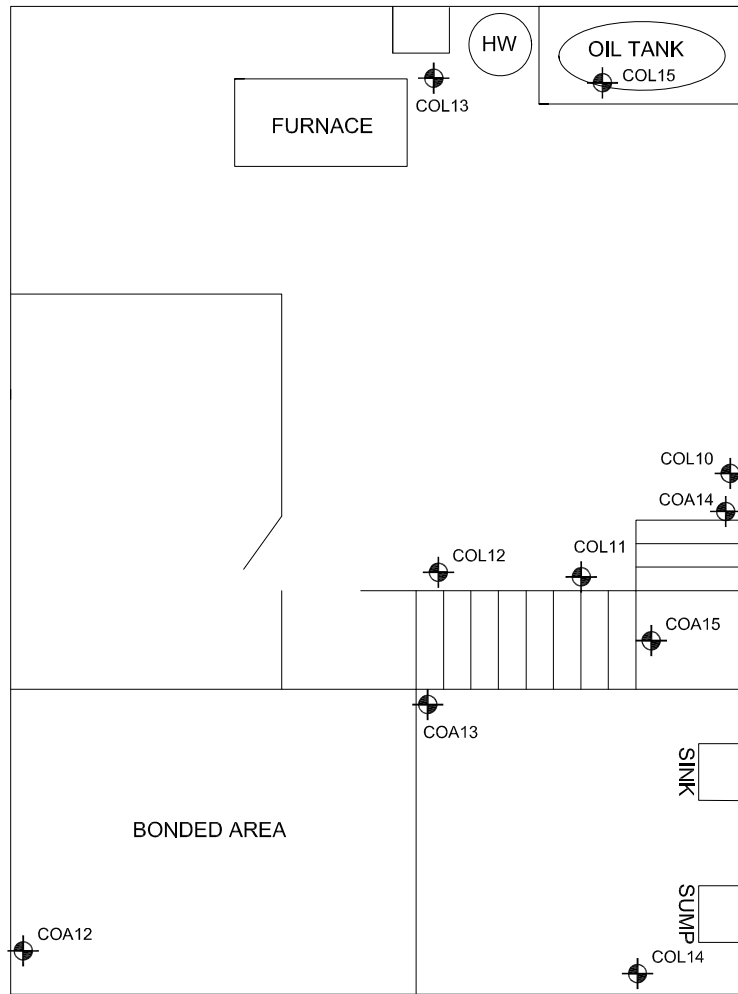 HW
OIL TANK
COL15
COL13
FURNACE
COL10
COA14
COL12
COL11
COA15
COA13
SINK
BONDED AREA
SUMP
COA12
COL14